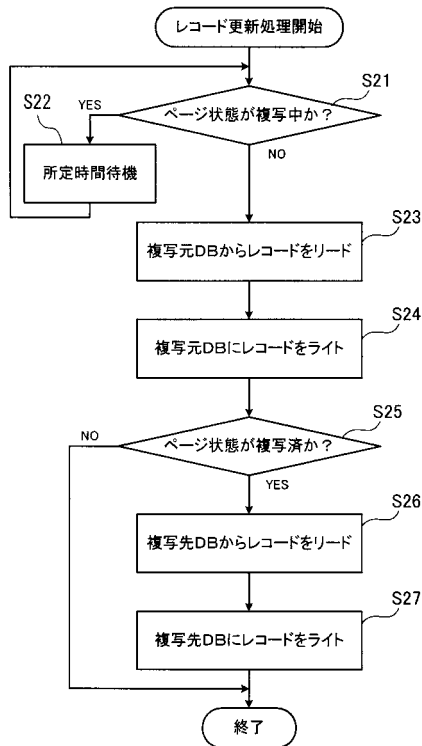 レコード更新処理開始
S21
ページ状態が複写中か?
S22
YES
NO
所定時間待機
S23
複写元DBからレコードをリード
S24
複写元DBにレコードをライト
S25
ページ状態が複写済か?
NO
YES
S26
複写先DBからレコードをリード
S27
複写先DBにレコードをライト
終了